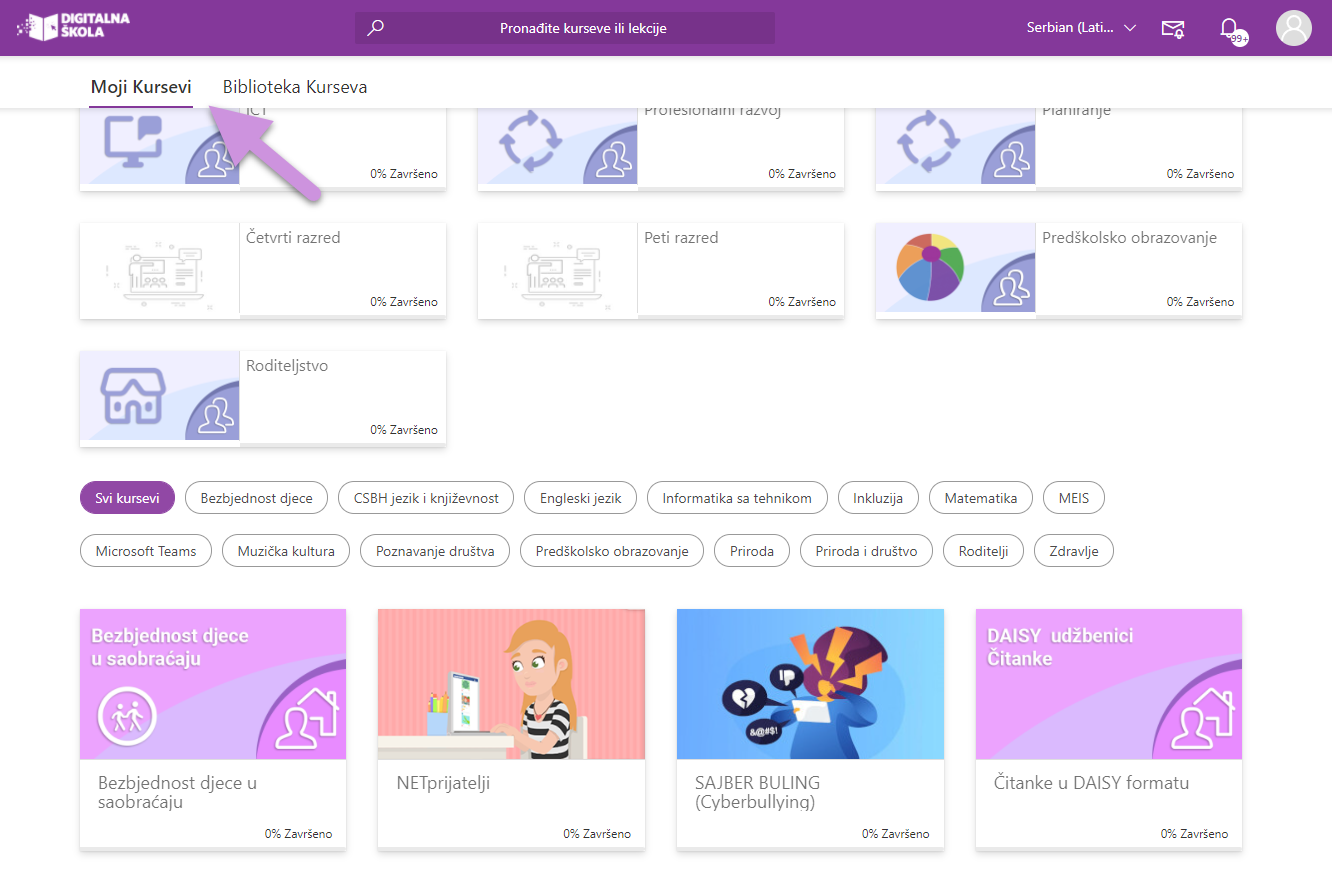 DIGITALNA
ŠKOLA
Pronađite kurseve ili lekcije
Serbian (Lati...
99+
Moji Kursevi
Biblioteka Kurseva
ICT
Profesionalni razvoj
Planiranje
0% Završeno
0% Završeno
0% Završeno
Četvrti razred
Peti razred
Predškolsko obrazovanje
0% Završeno
0% Završeno
0% Završeno
Roditeljstvo
0% Završeno
Svi kursevi
Bezbjednost djece
CSBH jezik i književnost
Engleski jezik
Informatika sa tehnikom
Inkluzija
Matematika
MEIS
Microsoft Teams
Muzička kultura
Poznavanje društva
Predškolsko obrazovanje
Priroda
Priroda i društvo
Roditelji
Zdravlje
Bezbjednost djece
u saobraćaju
Bezbjednost djece u
saobraćaju
0% Završeno
NETprijatelji
0% Završeno
&@#$!
SAJBER BULING
(Cyberbullying)
0% Završeno
DAISY udžbenici
Čitanke
Čitanke u DAISY formatu
0% Završeno